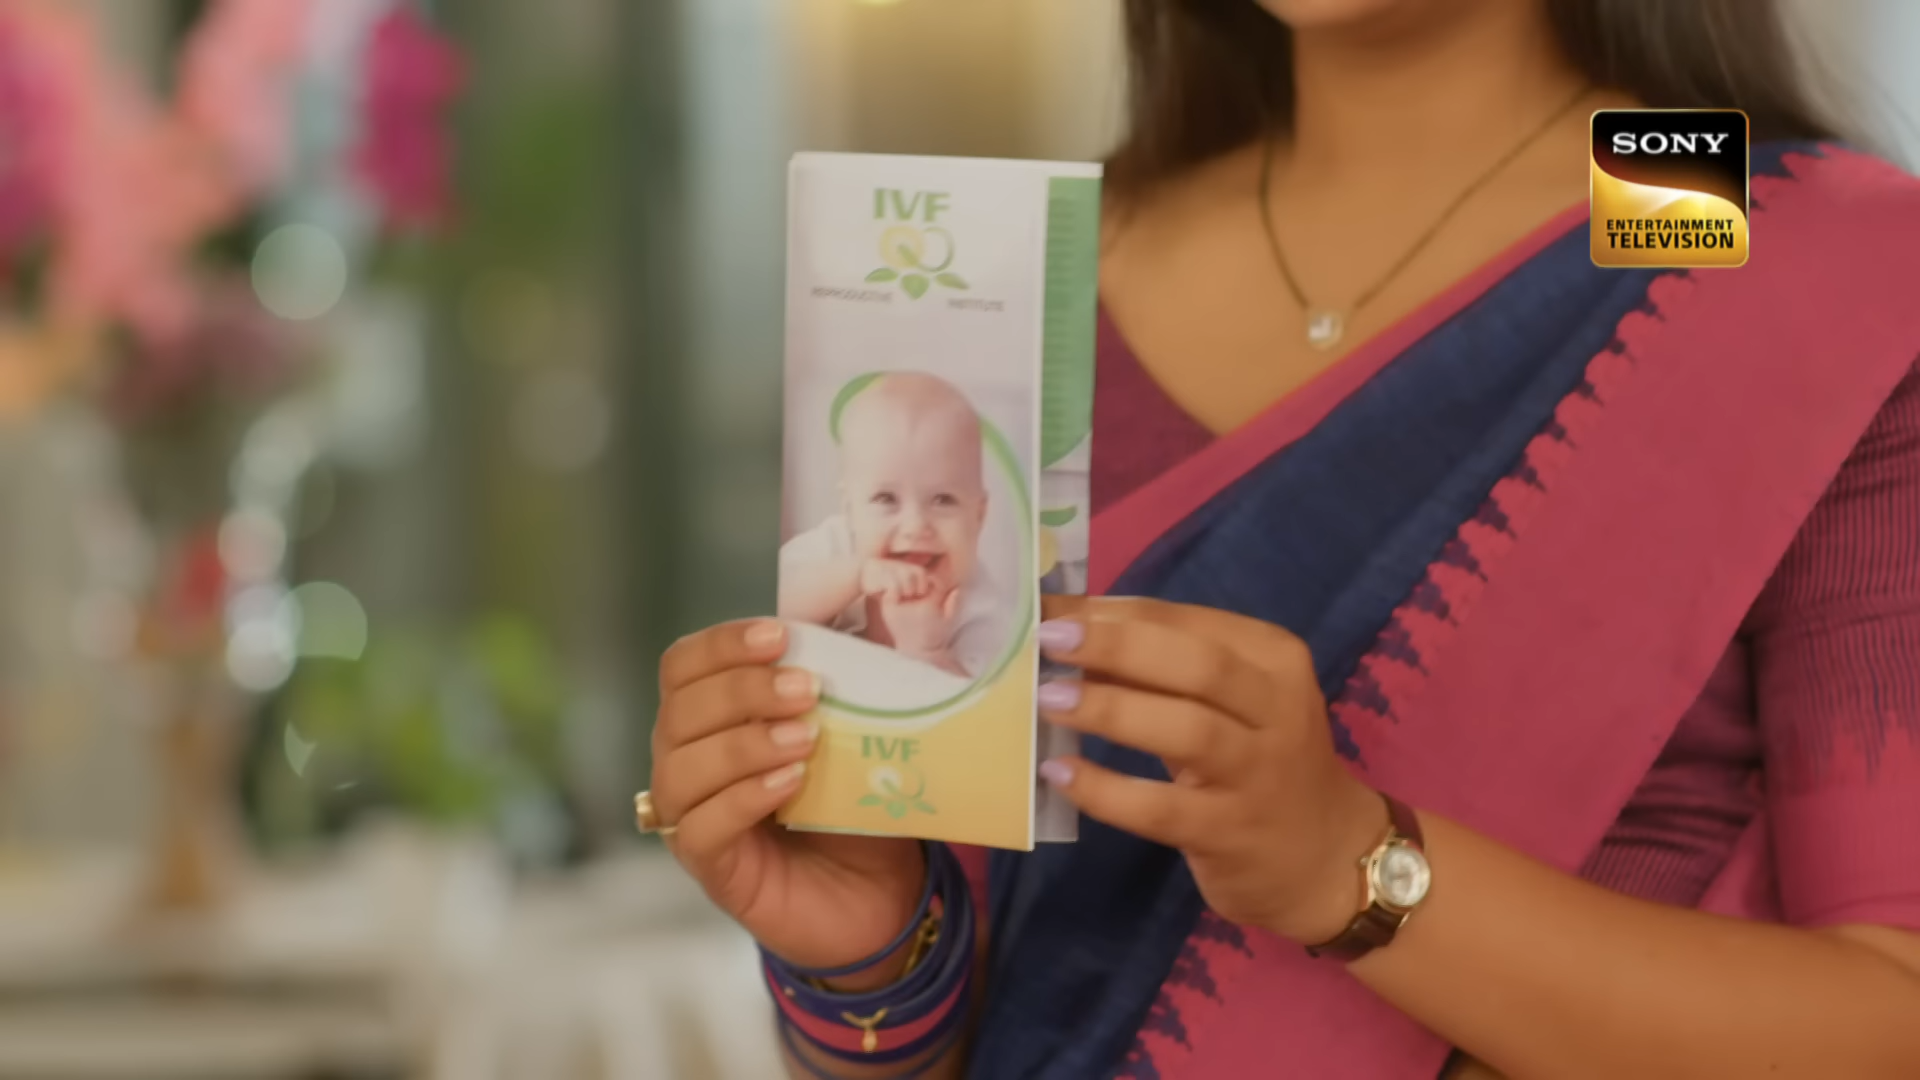 IVF
REPRODUCTIVE INSTITUTE
IVF
SONY
ENTERTAINMENT
TELEVISION